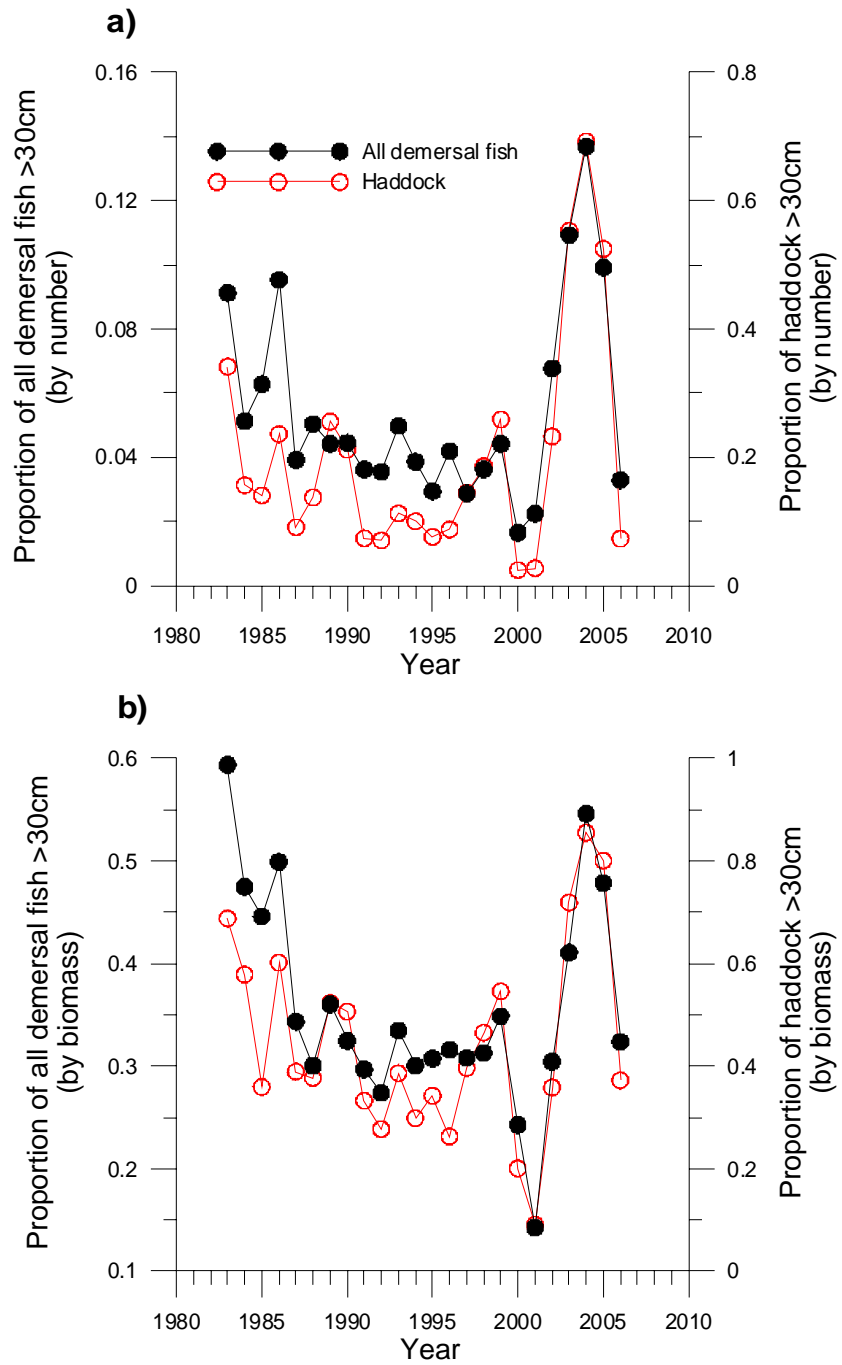 a)
Proportion of all demersal fish >30cm
(by number)
0.16
0.12
0.08
0.04
0
All demersal fish
Haddock
0.8
0.6
0.4
0.2
0
Proportion of haddock >30cm
(by number)
1980 1985 1990 1995 2000 2005 2010
Year
b)
Proportion of all demersal fish >30cm
(by biomass)
0.6
0.5
0.4
0.3
0.2
0.1
1
0.8
0.6
0.4
0.2
0
Proportion of haddock >30cm
(by biomass)
1980 1985 1990 1995 2000 2005 2010
Year